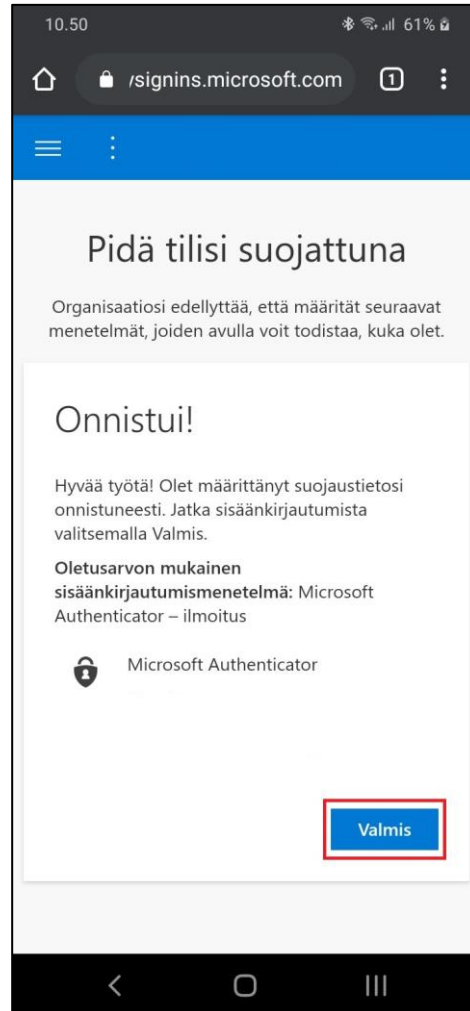 10.50 61%
/signins.microsoft.com 1
Pidä tilisi suojattuna
Organisaatiosi edellyttää, että määrität seuraavat
menetelmät, joiden avulla voit todistaa, kuka olet.
Onnistui!
Hyvää työtä! Olet määrittänyt suojaustietosi
onnistuneesti. Jatka sisäänkirjautumista
valitsemalla Valmis.
Oletusarvon mukainen
sisäänkirjautumismenetelmä: Microsoft
Authenticator – ilmoitus
Microsoft Authenticator
Valmis